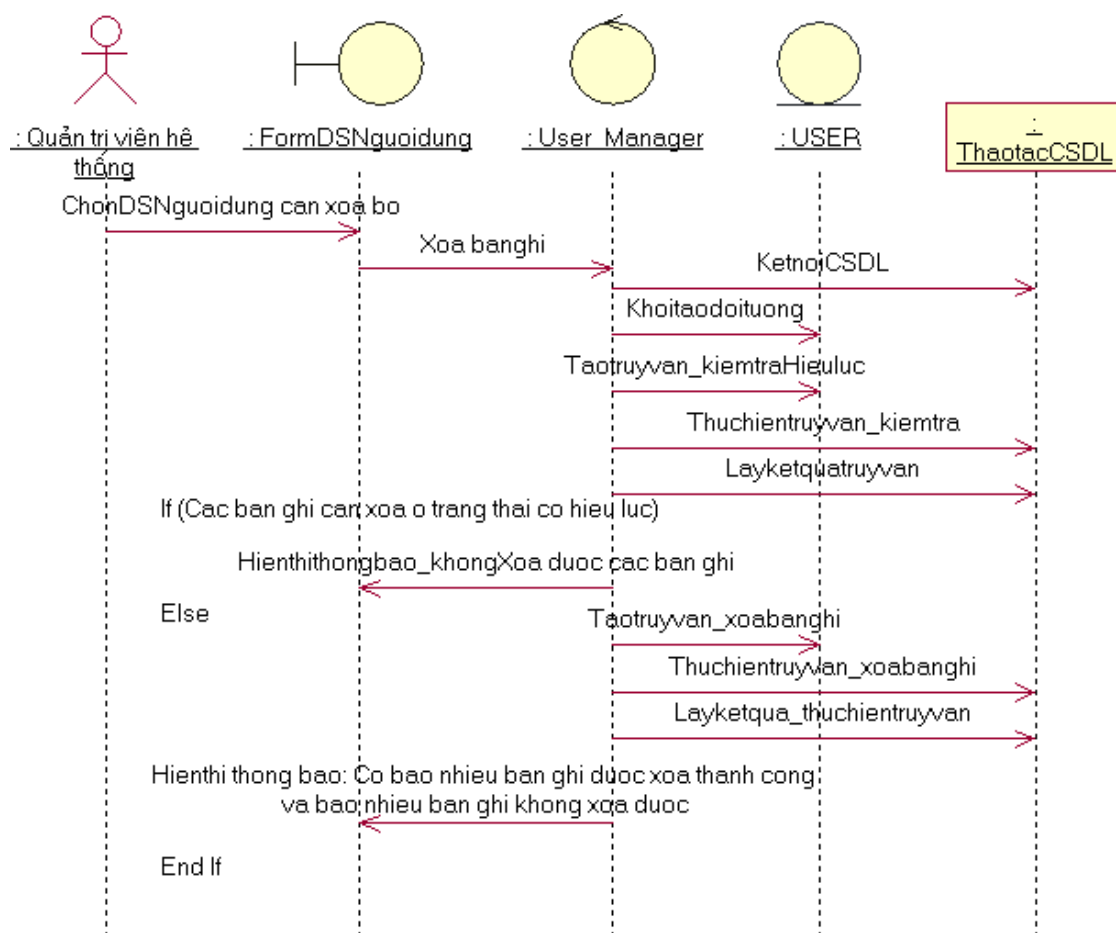 : Quản trị viên hê
thống
: FormDSNguoidung
: User_Manager
: USER
:
ThaotacCSDL
ChonDSNguoidung can xoa bo
Xoa banghi
KetnoiCSDL
Khoitaodoituong
Taotruyvan_kiemtraHieuluc
Thuchientruyvan_kiemtra
Layketquatruyvan
If (Cac ban ghi can xoa o trang thai co hieu luc)
Hienthithongbao_khongXoa duoc cac ban ghi
Else
Taotruyvan_xoabanghi
Thuchientruyvan_xoabanghi
Layketqua_thuchientruyvan
Hienthi thong bao: Co bao nhieu ban ghi duoc xoa thanh cong
va bao nhieu ban ghi khong xoa duoc
End If